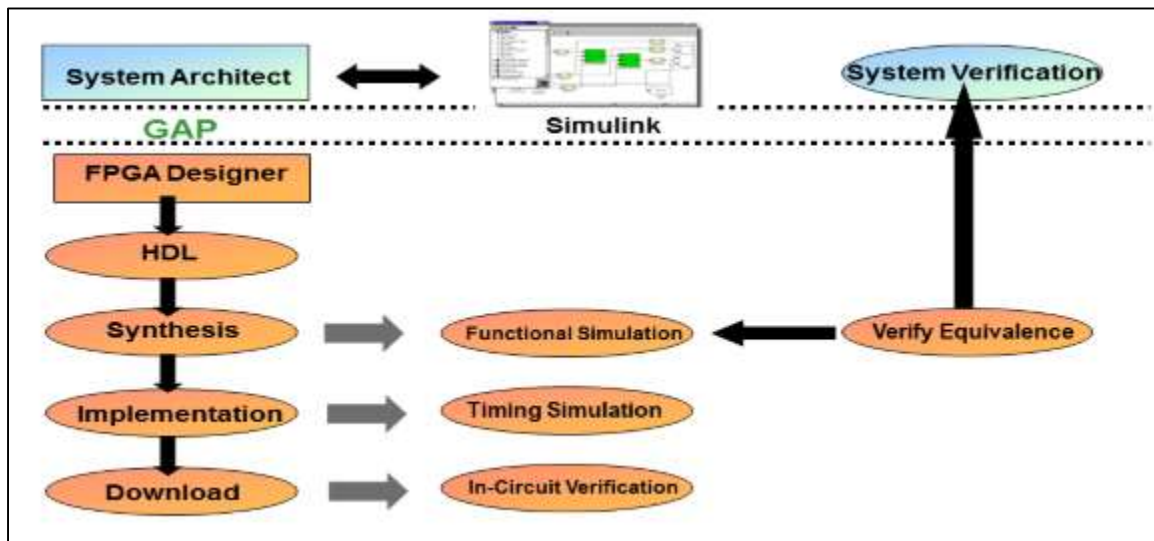 System Architect
System Verification
GAP
Simulink
FPGA Designer
HDL
Synthesis
Functional Simulation
Verify Equivalence
Implementation
Timing Simulation
Download
In-Circuit Verification